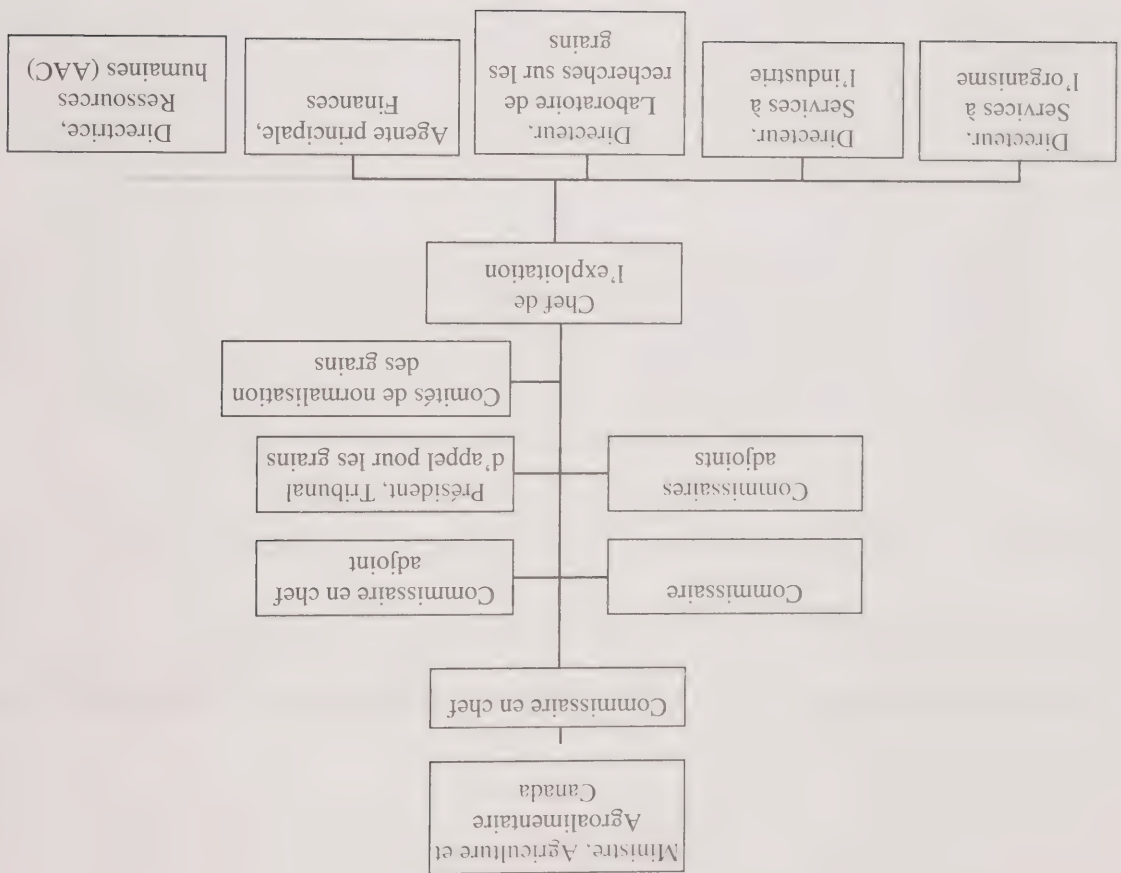 Ministre. Agriculture et
Agroalimentaire
Canada
Commissaire en chef
Commissaire
Commissaire en chef
adjoint
Commissaires
adjoints
Président, Tribunal
d'appel pour les grains
Comités de normalisation
des grains
Chef de
l'exploitation
Directeur.
Services à
l'organisme
Directeur.
Services à
l'industrie
Directeur.
Laboratoire de
recherches sur les
grains
Agente principale,
Finances
Directrice,
Ressources
humaines (AAC)